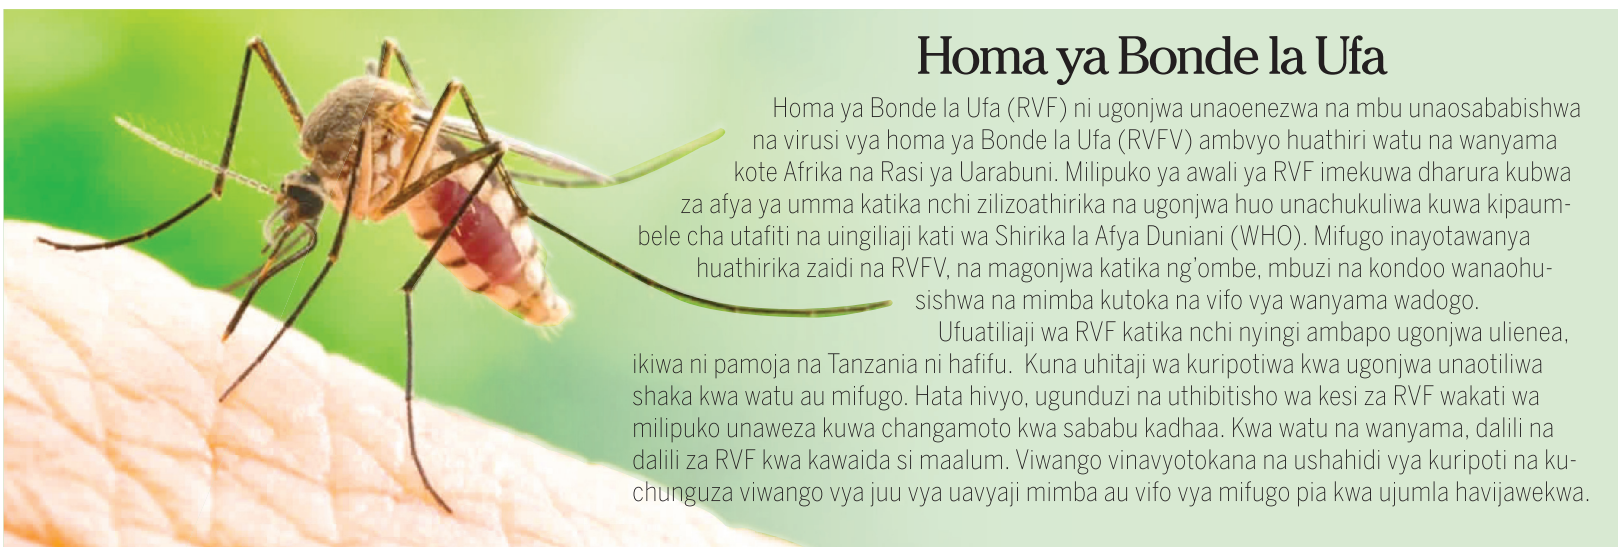 Homa ya Bonde la Ufa
Homa ya Bonde la Ufa (RVF) ni ugonjwa unaoenezwa na mbu unaosababishwa
na virusi vya homa ya Bonde la Ufa (RVFV) ambvyo huathiri watu na wanyama
kote Afrika na Rasi ya Uarabuni. Milipuko ya awali ya RVF imekuwa dharura kubwa
za afya ya umma katika nchi zilizoathirika na ugonjwa huo unachukuliwa kuwa kipaum-
bele cha utafiti na uingiliaji kati wa Shirika la Afya Duniani (WHO). Mifugo inayotawanya
huathirika zaidi na RVFV, na magonjwa katika ng'ombe, mbuzi na kondoo wanaohu-
sishwa na mimba kutoka na vifo vya wanyama wadogo.
Ufuatiliaji wa RVF katika nchi nyingi ambapo ugonjwa ulienea,
ikiwa ni pamoja na Tanzania ni hafifu. Kuna uhitaji wa kuripotiwa kwa ugonjwa unaotiliwa
shaka kwa watu au mifugo. Hata hivyo, ugunduzi na uthibitisho wa kesi za RVF wakati wa
milipuko unaweza kuwa changamoto kwa sababu kadhaa. Kwa watu na wanyama, dalili na
dalili za RVF kwa kawaida si maalum. Viwango vinavyotokana na ushahidi vya kuripoti na ku-
chunguza viwango vya juu vya uavyaji mimba au vifo vya mifugo pia kwa ujumla havijawekwa.